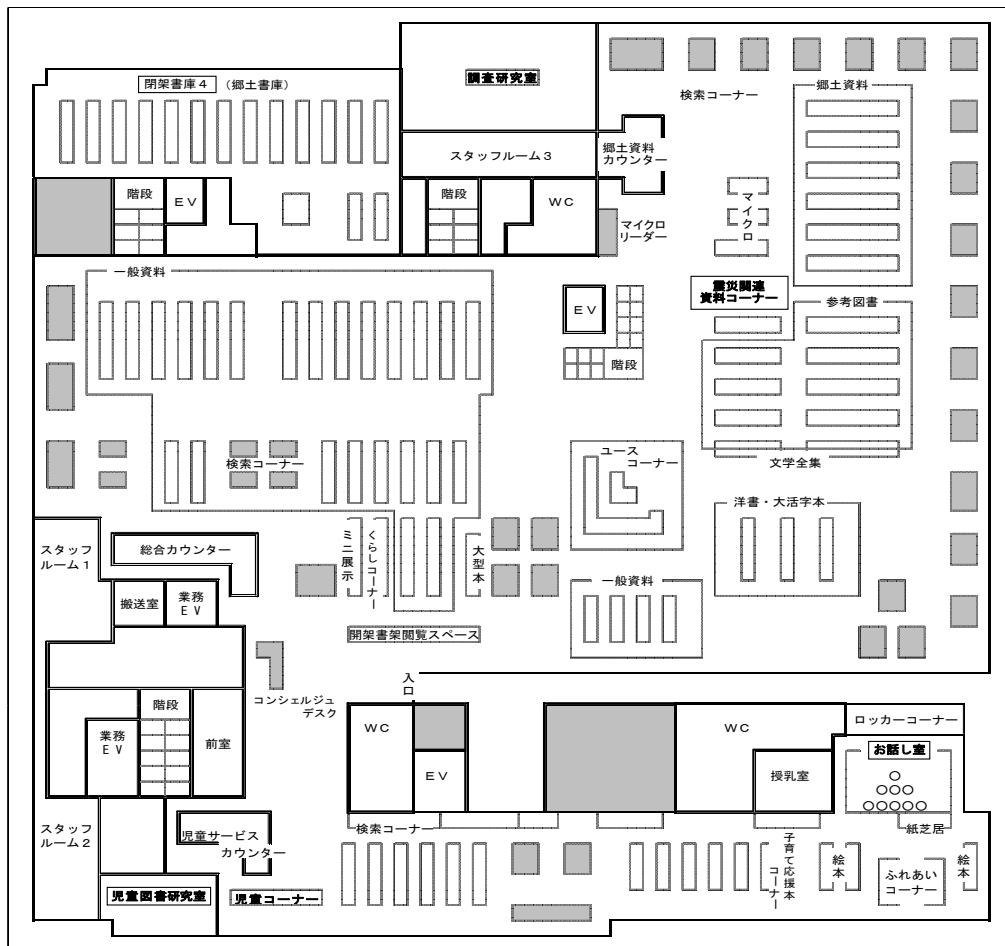 調査研究室
閉架書庫４ （郷土書庫）
検索コーナー
郷土資料
スタッフルーム３
郷土資料
カウンター
階段
ＥＶ
階段
ＷＣ
マイクロ
リーダー
マイクロ
一般資料
震災関連
資料コーナー
参考図書
ＥＶ
階段
検索コーナー
ユース
コーナー
文学全集
洋書・大活字本
スタッフ
ルーム１
総合カウンター
ミニ展示
くらしコーナー
大型本
搬送室
業務
ＥＶ
一般資料
開架書架閲覧スペース
コンシェルジュ
デスク
入口
階段
業務
ＥＶ
前室
ＷＣ
ＥＶ
ＷＣ
ロッカーコーナー
お話し室
授乳室
スタッフ
ルーム２
児童サービス
カウンター
検索コーナー
紙芝居
子育て応援本
コーナー
絵本
ふれあい
コーナー
絵本
児童図書研究室
児童コーナー